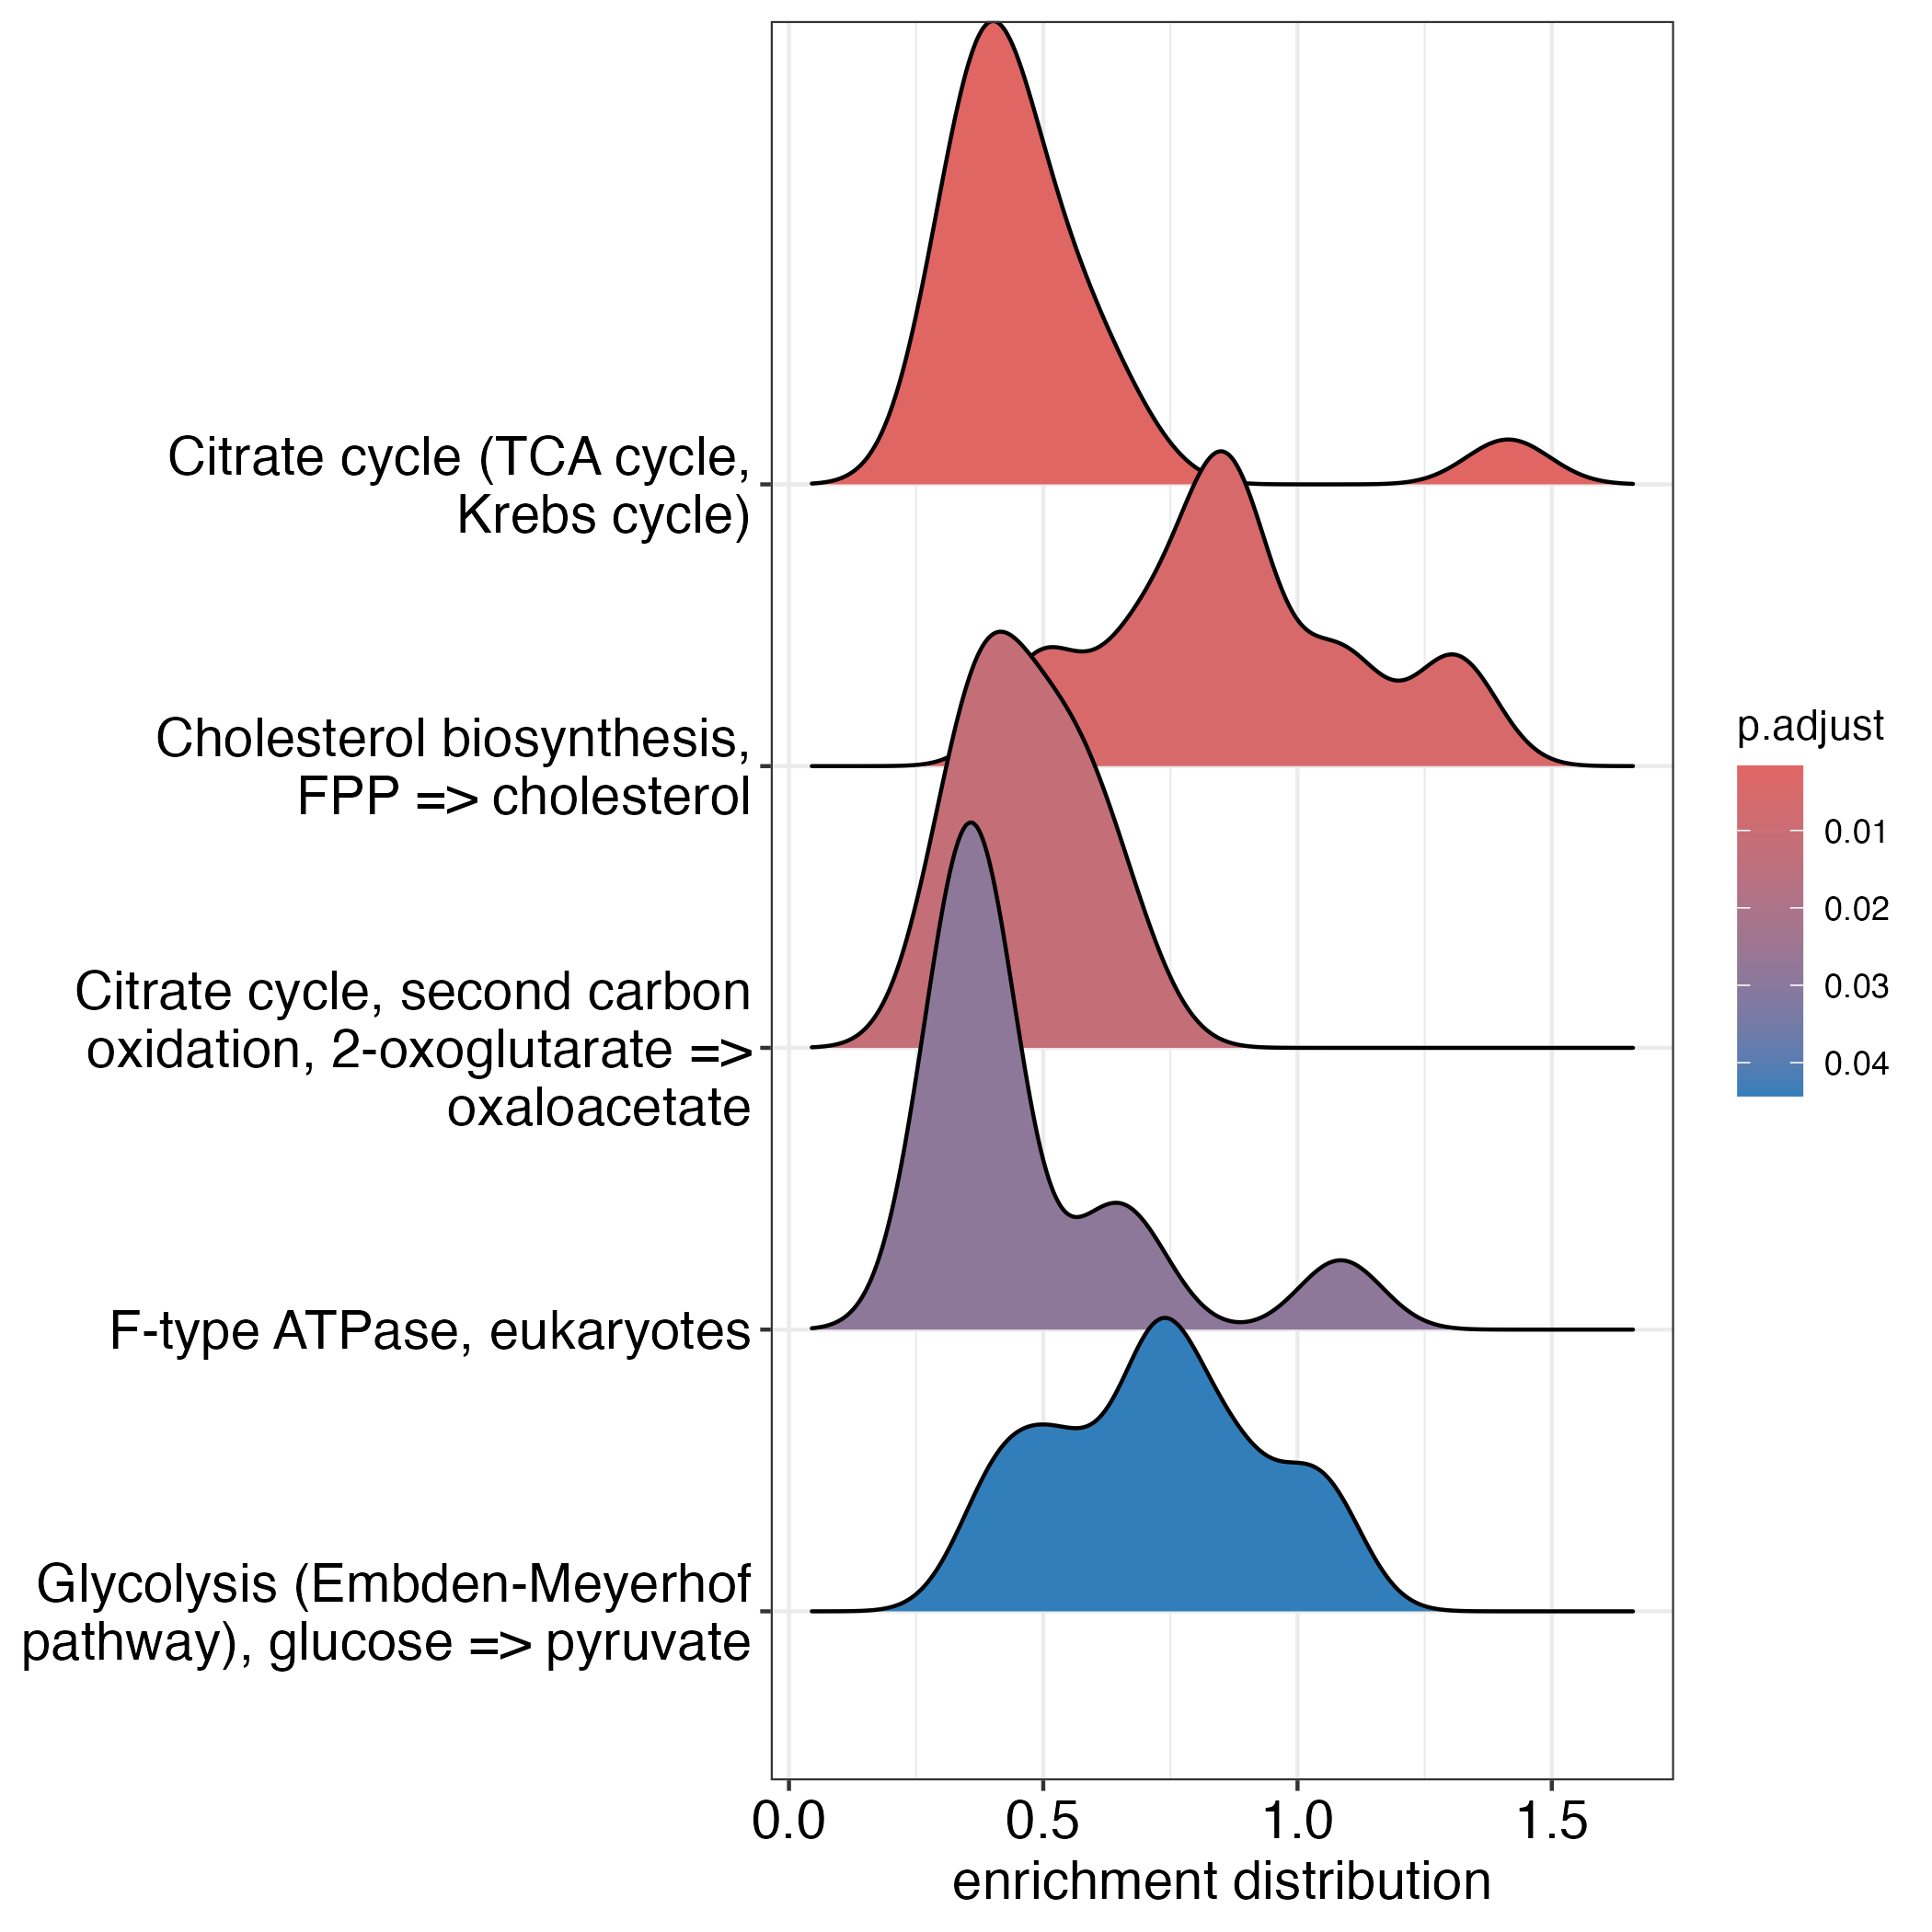 Citrate cycle (TCA cycle,
Krebs cycle)
Cholesterol biosynthesis,
FPP => cholesterol
Citrate cycle, second carbon
oxidation, 2-oxoglutarate =>
oxaloacetate
F-type ATPase, eukaryotes
Glycolysis (Embden-Meyerhof
pathway), glucose => pyruvate
0.0 0.5 1.0 1.5
enrichment distribution
p.adjust
0.01
0.02
0.03
0.04